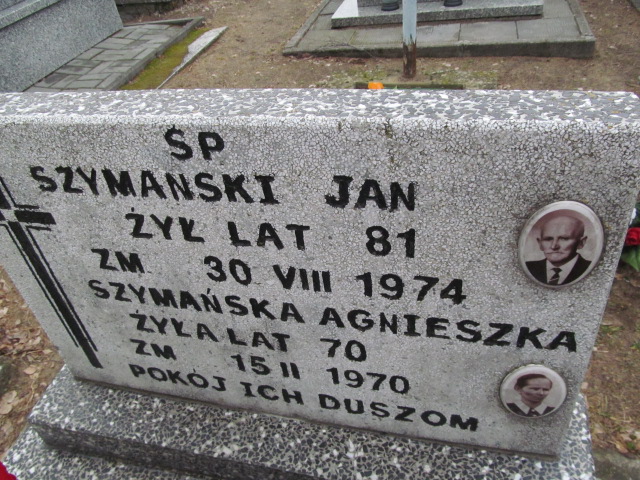 ŚP
SZYMAŃSKI JAN
ŻYŁ LAT 81
ZM 30 VIII 1974
SZYMAŃSKA AGNIESZKA
ŻYŁA LAT 70
ZM 15 II 1970
POKÓJ ICH DUSZOM